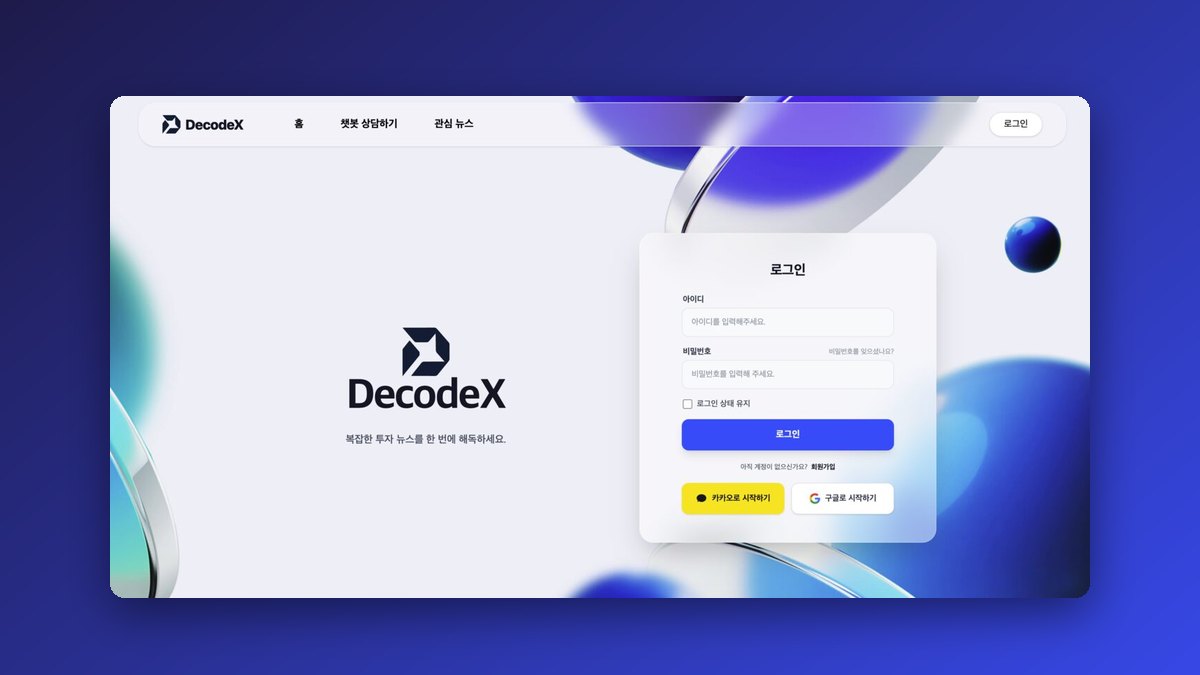 DecodeX 홈 챗봇 상담하기 관심 뉴스 로그인
DecodeX
복잡한 투자 뉴스를 한 번에 해독하세요.
로그인
아이디
아이디를 입력해주세요.
비밀번호 비밀번호를 잊으셨나요?
비밀번호를 입력해 주세요.
로그인 상태 유지
로그인
아직 계정이 없으신가요? 회원가입
카카오로 시작하기 구글로 시작하기